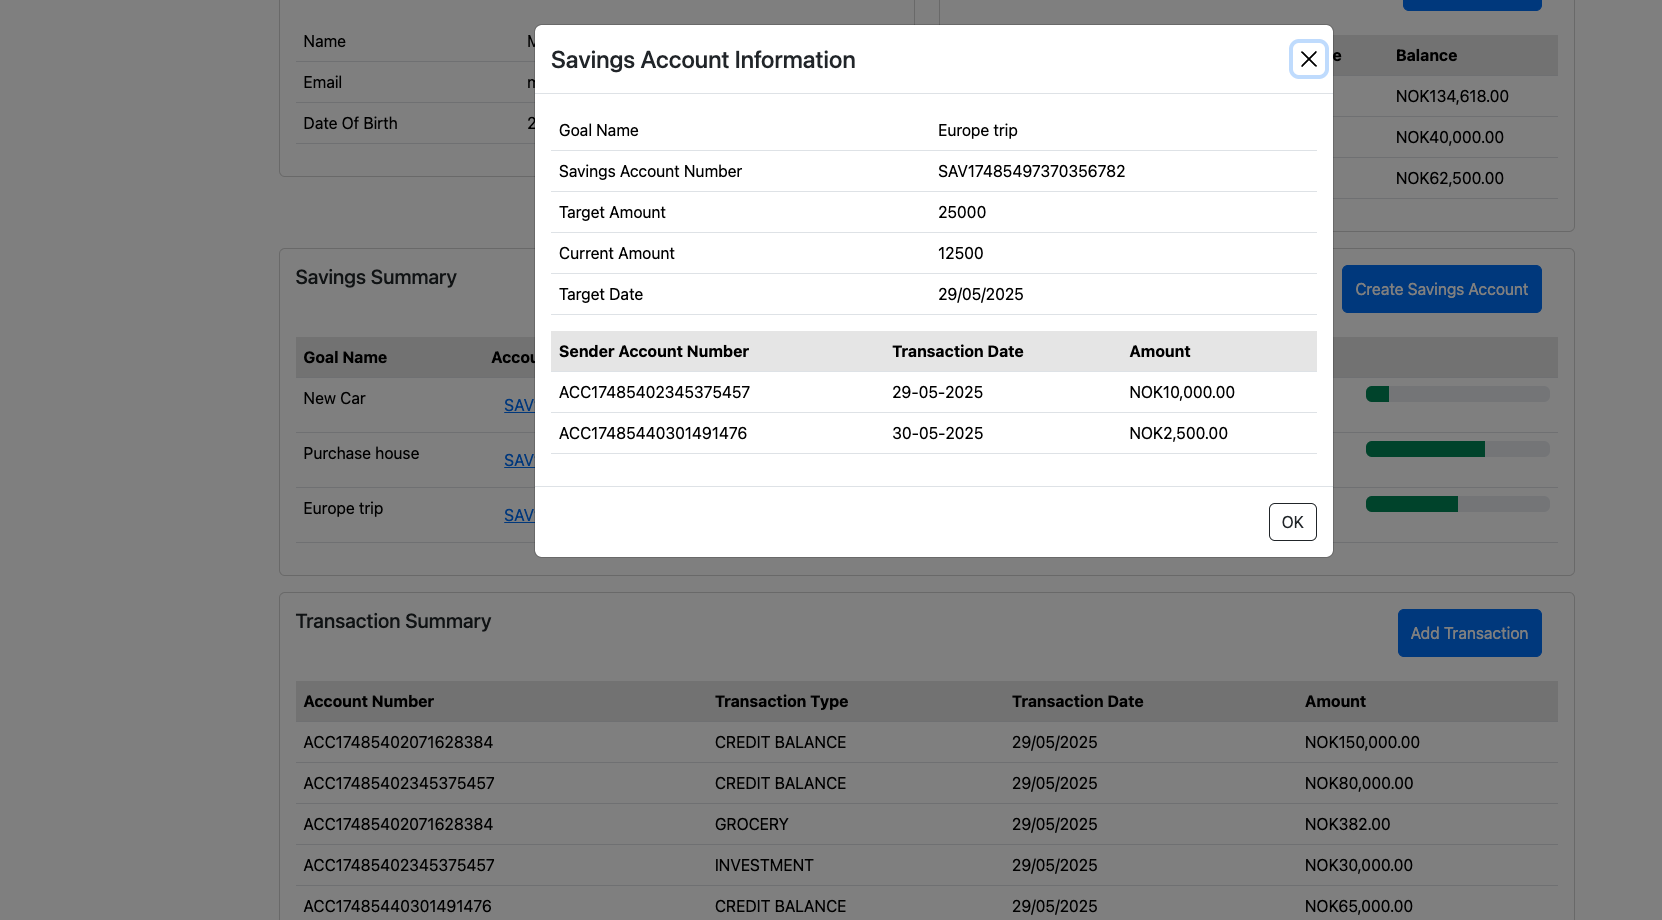 Savings Account Information
Goal Name Europe trip
Savings Account Number SAV17485497370356782
Target Amount 25000
Current Amount 12500
Target Date 29/05/2025
Sender Account Number Transaction Date Amount
ACC17485402345375457 29-05-2025 NOK10,000.00
ACC17485440301491476 30-05-2025 NOK2,500.00
OK
Name
Email
Date Of Birth
Balance
NOK134,618.00
NOK40,000.00
NOK62,500.00
Savings Summary
Create Savings Account
Goal Name
New Car
Purchase house
Europe trip
Transaction Summary
Add Transaction
Account Number Transaction Type Transaction Date Amount
ACC17485402071628384 CREDIT BALANCE 29/05/2025 NOK150,000.00
ACC17485402345375457 CREDIT BALANCE 29/05/2025 NOK80,000.00
ACC17485402071628384 GROCERY 29/05/2025 NOK382.00
ACC17485402345375457 INVESTMENT 29/05/2025 NOK30,000.00
ACC17485440301491476 CREDIT BALANCE 29/05/2025 NOK65,000.00